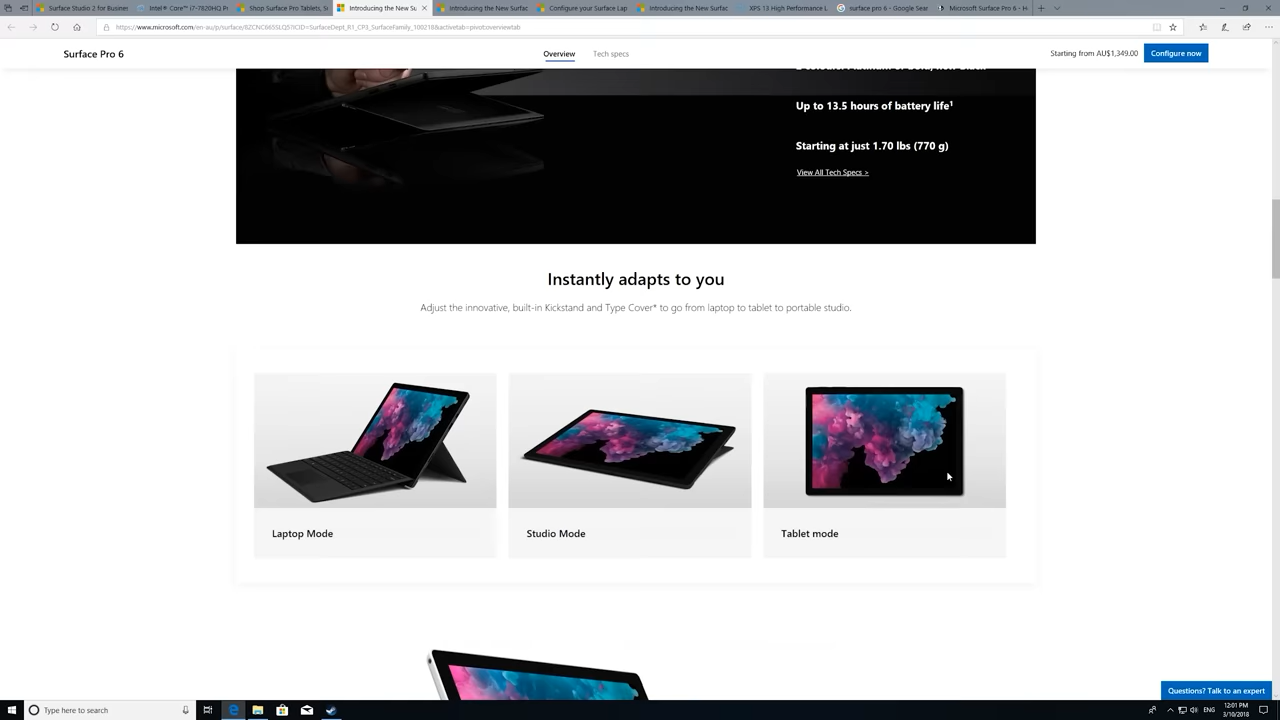 Surface Studio 2 for Busines
Intel® Core™ i7-7820HQ Pr
Shop Surface Pro Tablets, S
Introducing the New Surfac
Introducing the New Surfac
Configure your Surface Lap
Introducing the New Surfac
XPS 13 High Performance L
surface pro 6 - Google Sear
Microsoft Surface Pro 6 - H
https://www.microsoft.com/en-au/p/surface/8ZCNC665SLQ5?ICID=SurfaceDept_R1_CP3_SurfaceFamily_100218&activetab=pivot:overviewtab
Surface Pro 6
Overview
Tech specs
Starting from AU$1,349.00
Configure now
Up to 13.5 hours of battery life¹
Starting at just 1.70 lbs (770 g)
View All Tech Specs >
Instantly adapts to you
Adjust the innovative, built-in Kickstand and Type Cover* to go from laptop to tablet to portable studio.
Laptop Mode
Studio Mode
Tablet mode
Questions? Talk to an expert
Type here to search
ENG
12:01 PM
3/10/2018